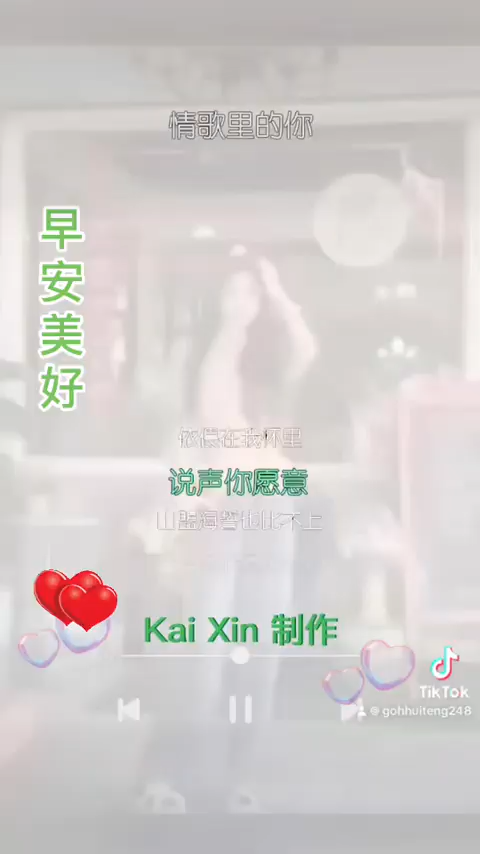 情歌里的你
早安美好
依偎在我怀里
说声你愿意
山盟海誓也比不上
Kai Xin 制作
TikTok
@gohhuiteng248